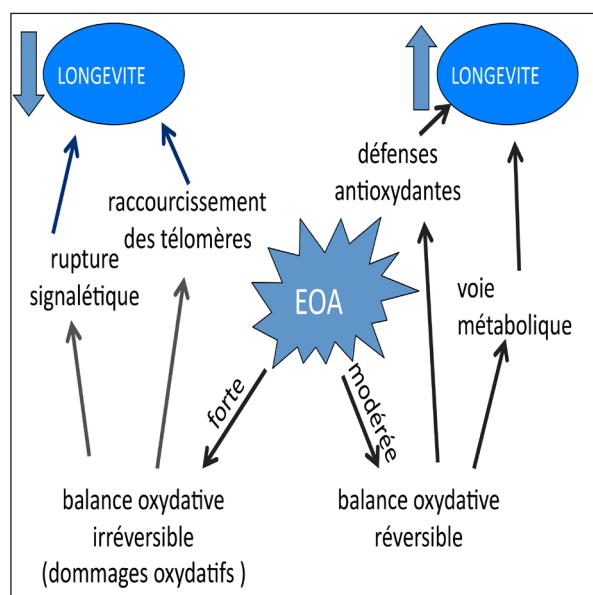 LONGEVITE
LONGEVITE
défenses
antioxydantes
raccourcissement
des télomères
rupture
signalétique
EOA
voie
métabolique
forte
modérée
balance oxydative
irréversible
(dommages oxydatifs )
balance oxydative
réversible